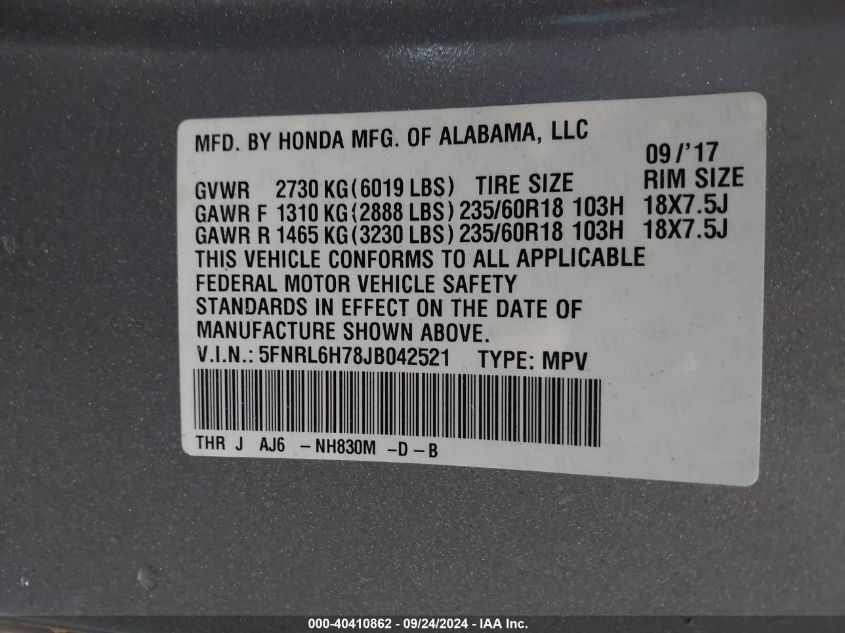 MFD. BY HONDA MFG. OF ALABAMA, LLC
09/'17
GVWR 2730 KG(6019 LBS) TIRE SIZE RIM SIZE
GAWR F 1310 KG(2888 LBS) 235/60R18 103H 18X7.5J
GAWR R 1465 KG(3230 LBS) 235/60R18 103H 18X7.5J
THIS VEHICLE CONFORMS TO ALL APPLICABLE
FEDERAL MOTOR VEHICLE SAFETY
STANDARDS IN EFFECT ON THE DATE OF
MANUFACTURE SHOWN ABOVE.
V.I.N.: 5FNRL6H78JB042521 TYPE: MPV
THR J AJ6 -NH830M -D-B
000-40410862 - 09/24/2024 - IAA Inc.